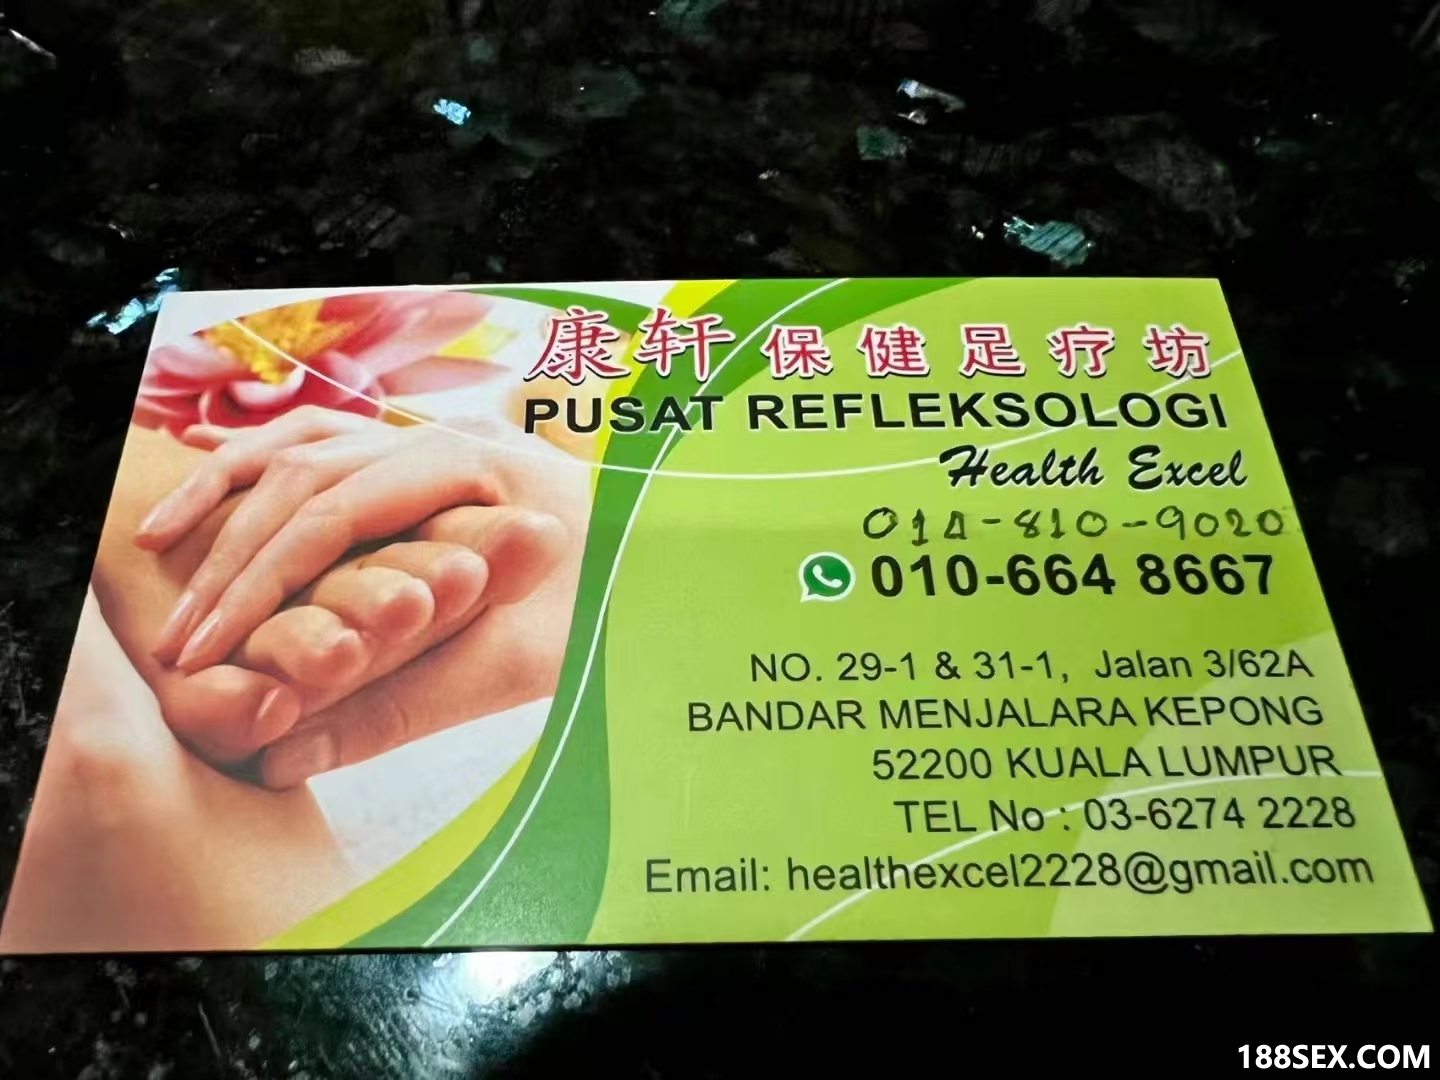 康轩 保健足疗坊
PUSAT REFLEKSOLOGI
Health Excel
014-810-9020
010-664 8667
NO. 29-1 & 31-1, Jalan 3/62A
BANDAR MENJALARA KEPONG
52200 KUALA LUMPUR
TEL No : 03-6274 2228
Email: healthexcel2228@gmail.com
188SEX.COM